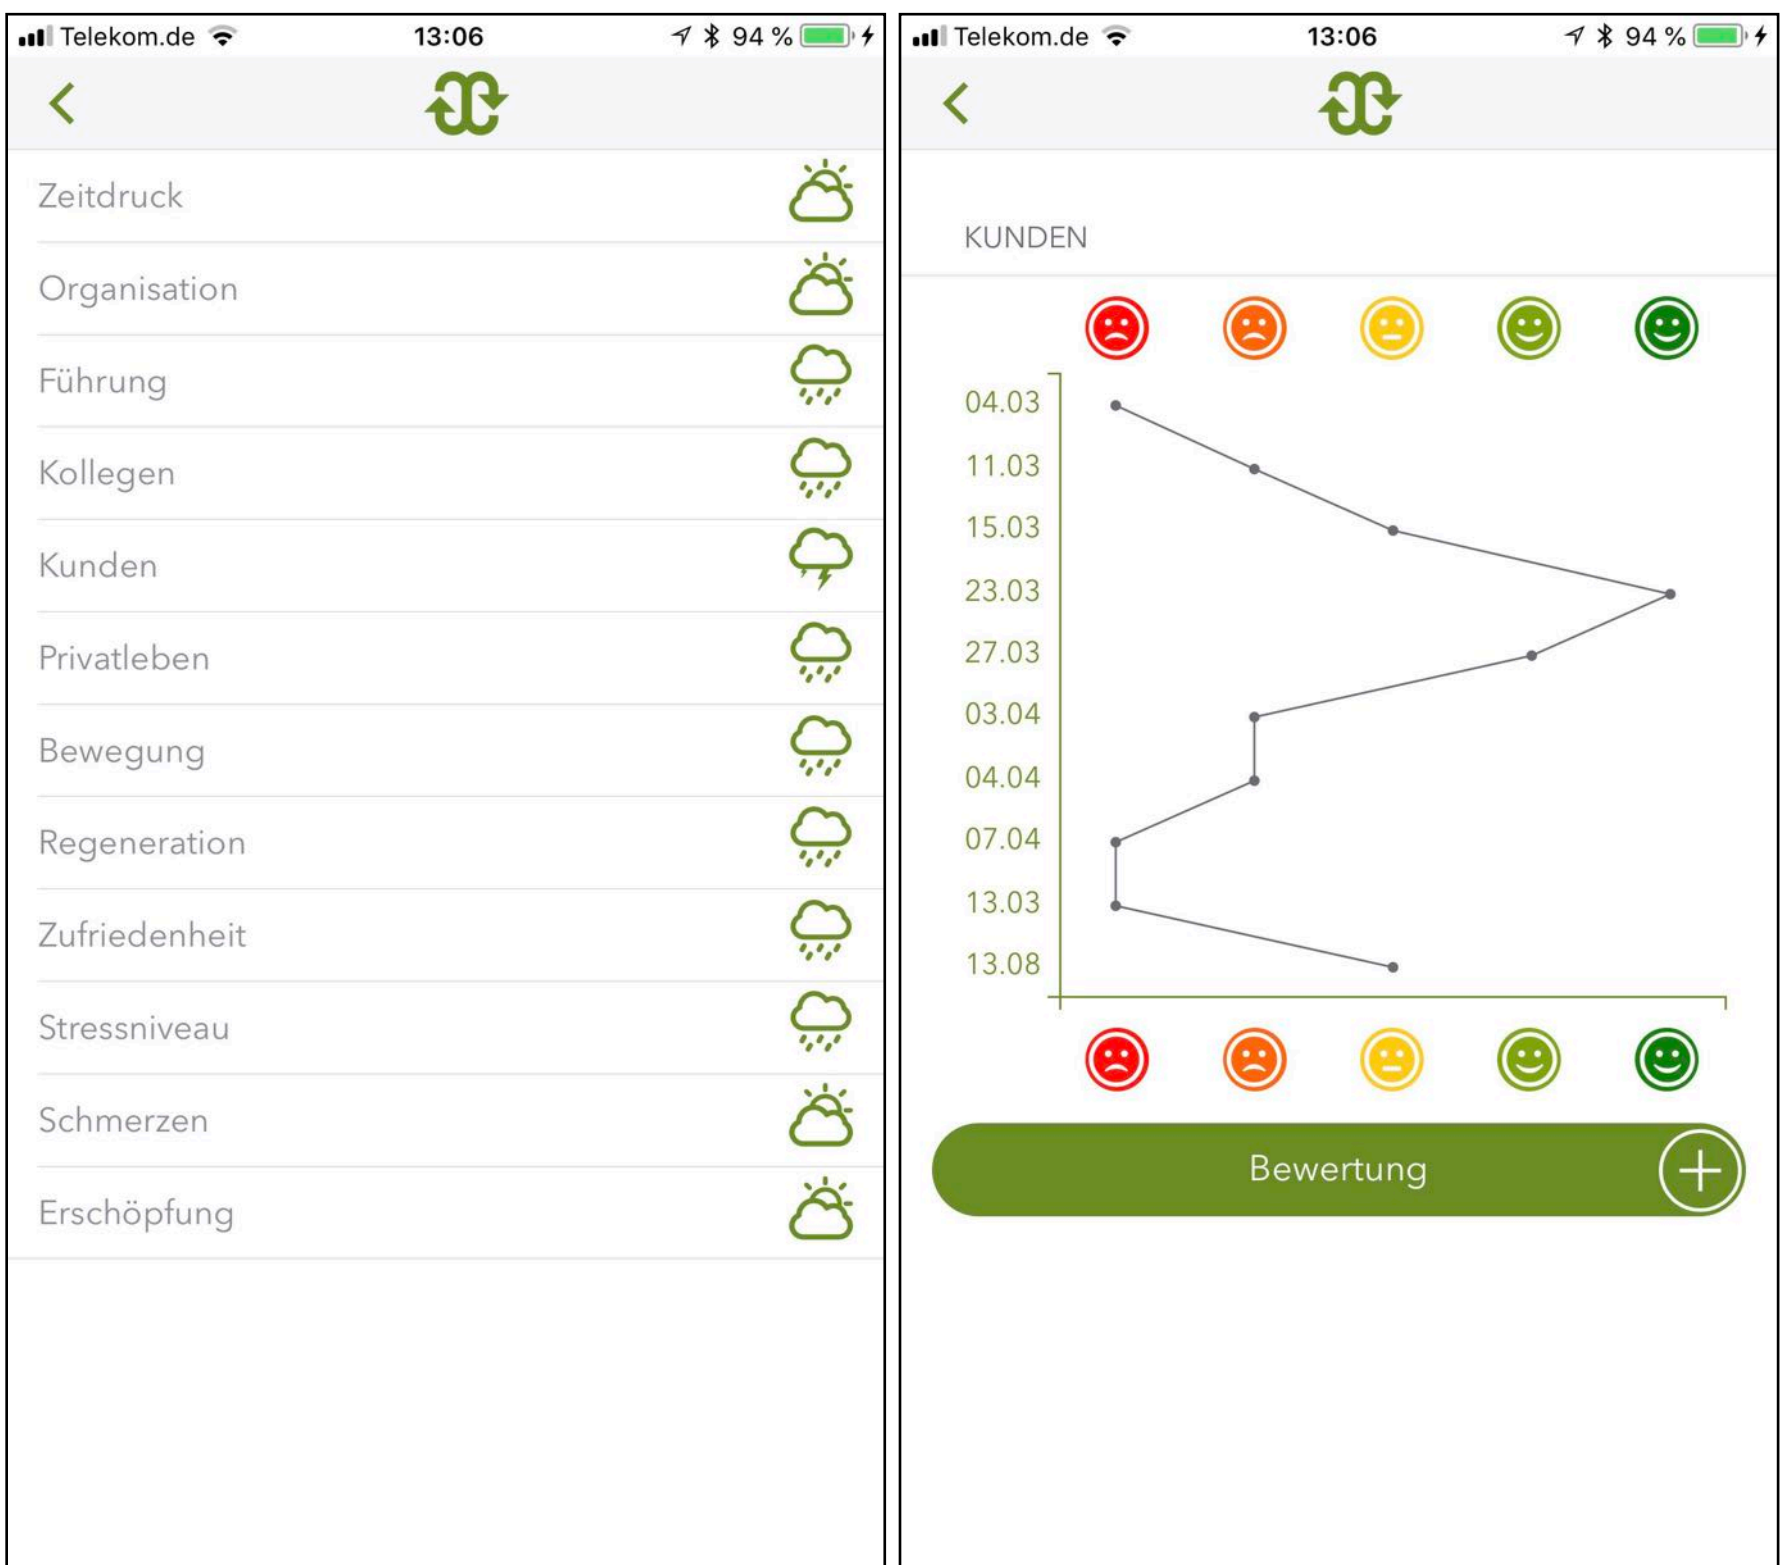 Telekom.de 13:06 94 %
Zeitdruck
Organisation
Führung
Kollegen
Kunden
Privatleben
Bewegung
Regeneration
Zufriedenheit
Stressniveau
Schmerzen
Erschöpfung
Telekom.de 13:06 94 %
KUNDEN
04.03
11.03
15.03
23.03
27.03
03.04
04.04
07.04
13.03
13.08
Bewertung